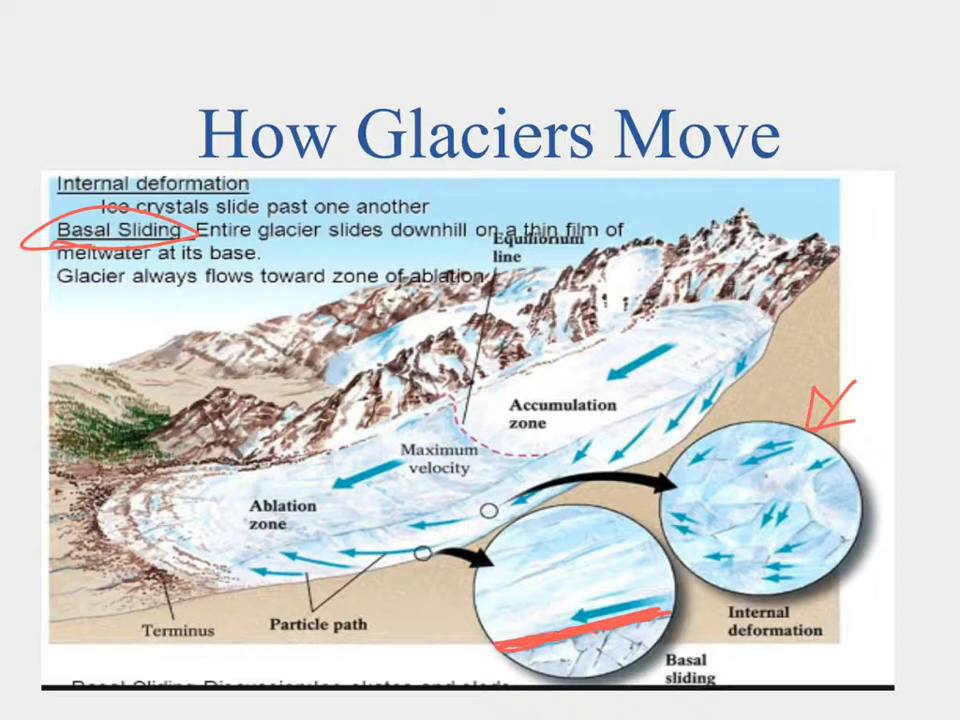 How Glaciers Move
Internal deformation
Ice crystals slide past one another
Basal Sliding Entire glacier slides downhill on a thin film of
meltwater at its base.
Glacier always flows toward zone of ablation
Equilibrium
line
Accumulation
zone
Maximum
velocity
Ablation
zone
Internal
deformation
Terminus
Particle path
Basal
sliding